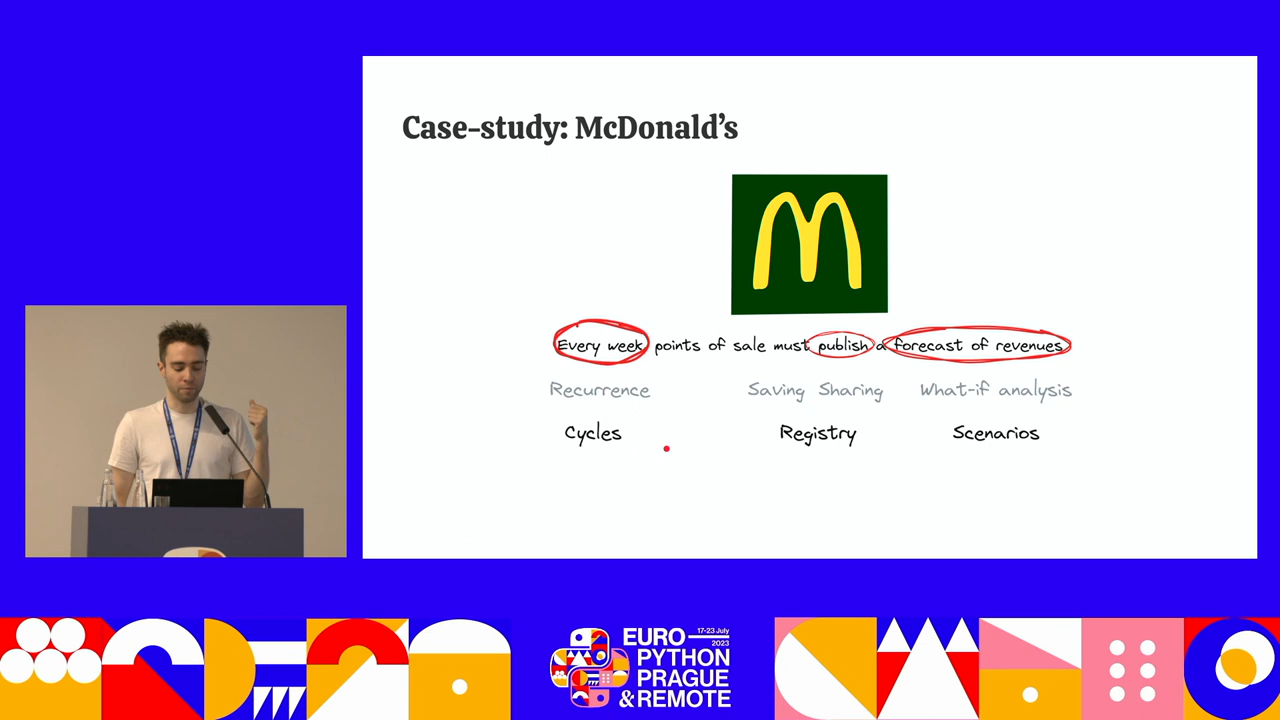 Case-study: McDonald's
Every week points of sale must publish a forecast of revenues
Recurrence Saving Sharing What-if analysis
Cycles Registry Scenarios
17-23 July
2023
EURO
PYTHON
PRAGUE
& REMOTE